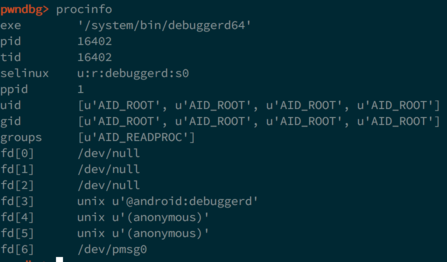 pwndbg> procinfo
exe '/system/bin/debuggerd64'
pid 16402
tid 16402
selinux u:r:debuggerd:s0
ppid 1
uid [u'AID_ROOT', u'AID_ROOT', u'AID_ROOT', u'AID_ROOT']
gid [u'AID_ROOT', u'AID_ROOT', u'AID_ROOT', u'AID_ROOT']
groups [u'AID_READPROC']
fd[0] /dev/null
fd[1] /dev/null
fd[2] /dev/null
fd[3] unix u'@android:debuggerd'
fd[4] unix u'(anonymous)'
fd[5] unix u'(anonymous)'
fd[6] /dev/pmsg0